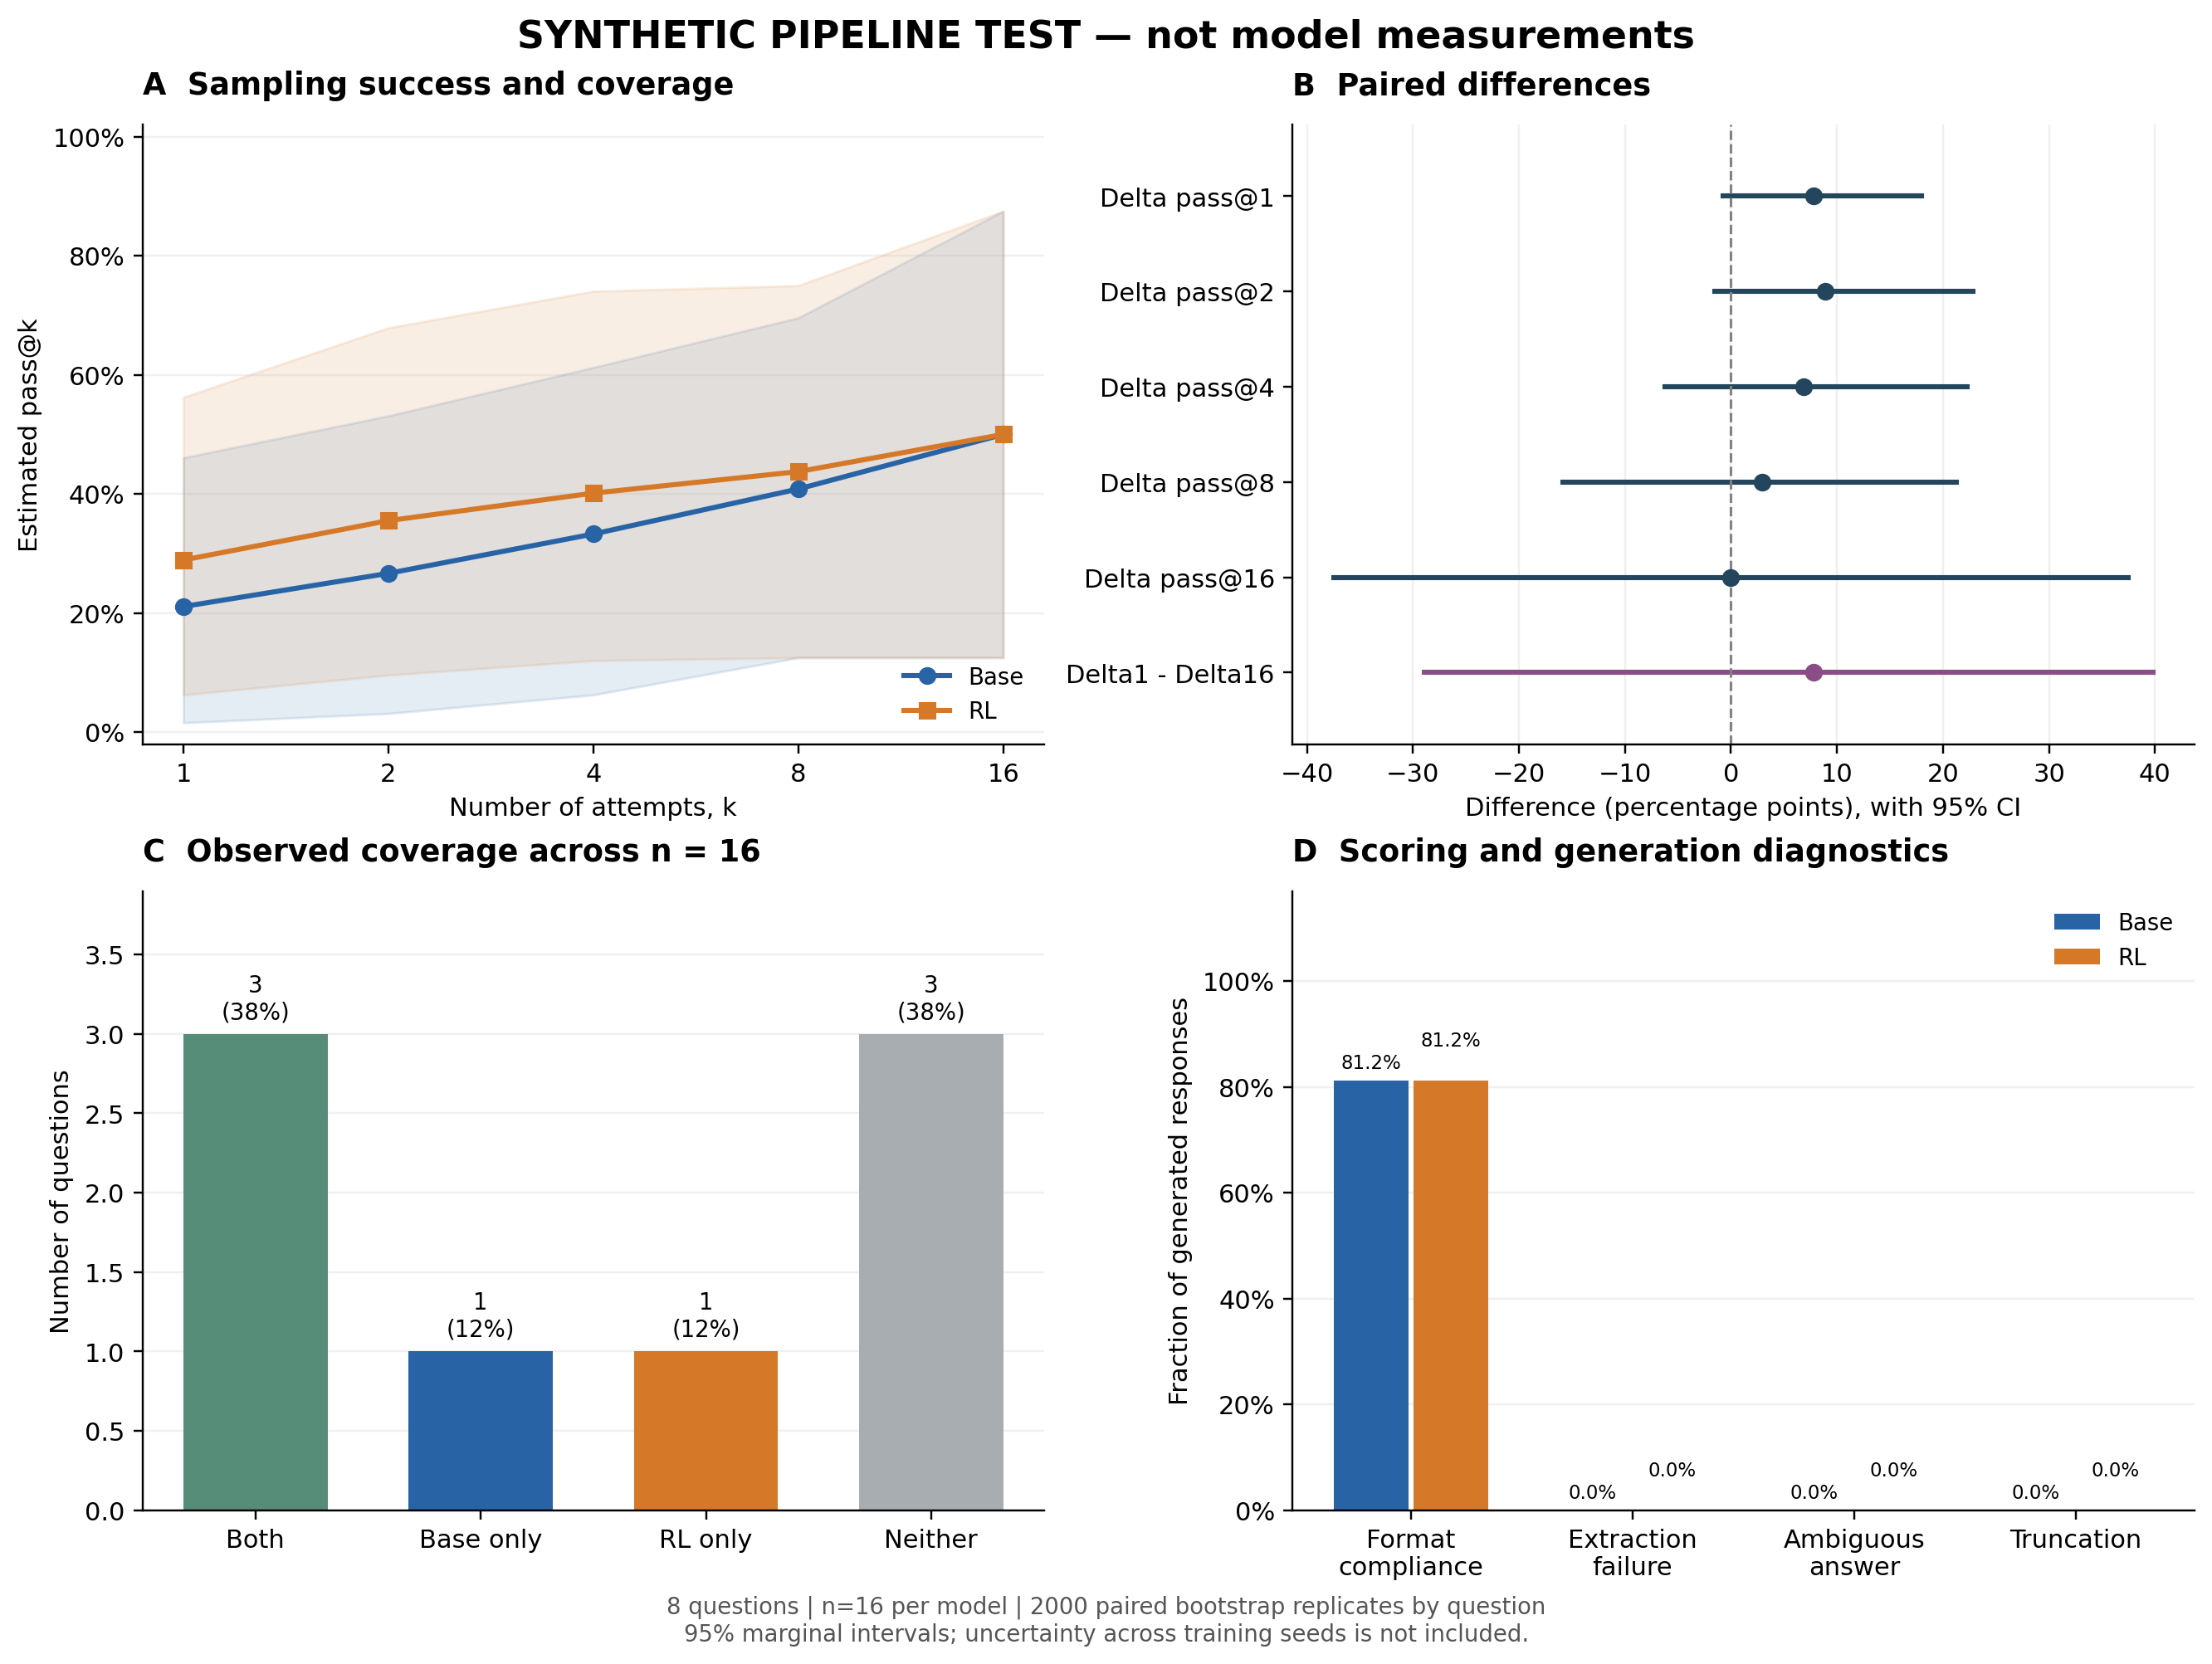 SYNTHETIC PIPELINE TEST — not model measurements
A Sampling success and coverage
100%
80%
60%
40%
20%
0%
Estimated pass@k
Base
RL
1 2 4 8 16
Number of attempts, k
B Paired differences
Delta pass@1
Delta pass@2
Delta pass@4
Delta pass@8
Delta pass@16
Delta1 - Delta16
−40 −30 −20 −10 0 10 20 30 40
Difference (percentage points), with 95% CI
C Observed coverage across n = 16
3.5
3.0
2.5
2.0
1.5
1.0
0.5
0.0
Number of questions
3
(38%)
1
(12%)
1
(12%)
3
(38%)
Both Base only RL only Neither
D Scoring and generation diagnostics
Base
RL
100%
80%
60%
40%
20%
0%
Fraction of generated responses
81.2% 81.2%
0.0% 0.0%
0.0% 0.0%
0.0% 0.0%
Format
compliance
Extraction
failure
Ambiguous
answer
Truncation
8 questions | n=16 per model | 2000 paired bootstrap replicates by question
95% marginal intervals; uncertainty across training seeds is not included.